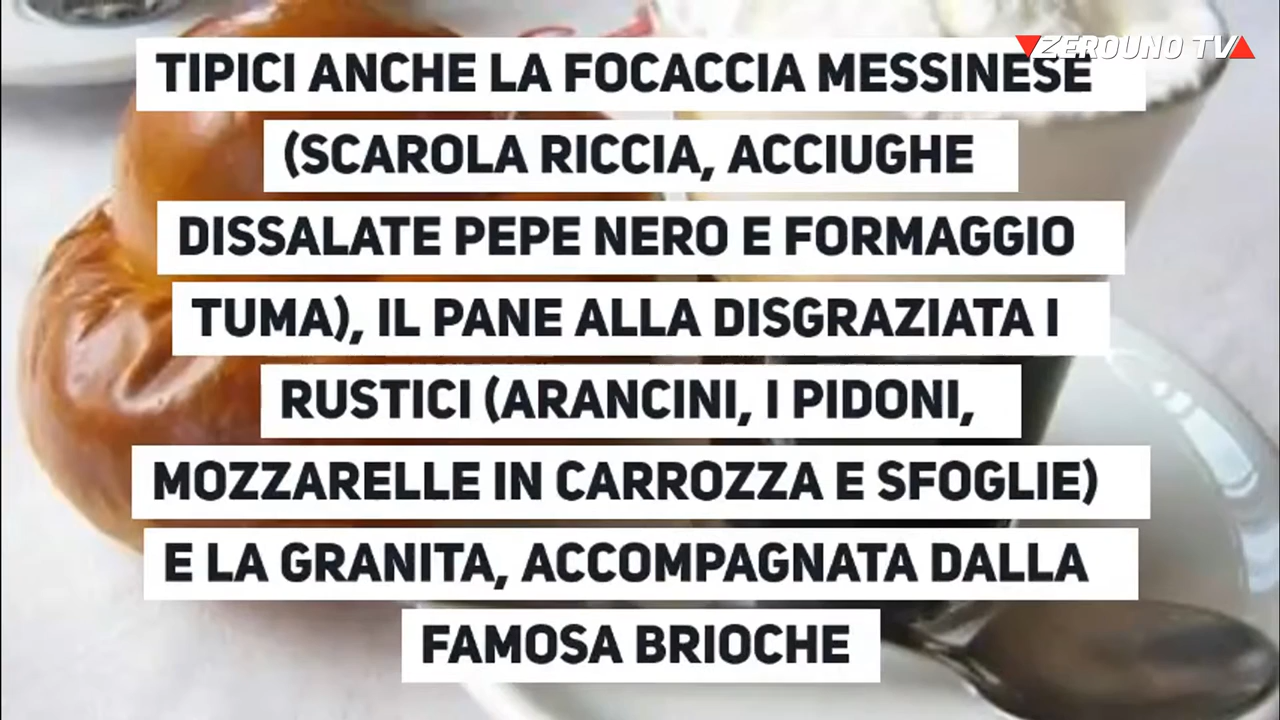 ZEROUNO TV
TIPICI ANCHE LA FOCACCIA MESSINESE
(SCAROLA RICCIA, ACCIUGHE
DISSALATE PEPE NERO E FORMAGGIO
TUMA), IL PANE ALLA DISGRAZIATA I
RUSTICI (ARANCINI, I PIDONI,
MOZZARELLE IN CARROZZA E SFOGLIE)
E LA GRANITA, ACCOMPAGNATA DALLA
FAMOSA BRIOCHE